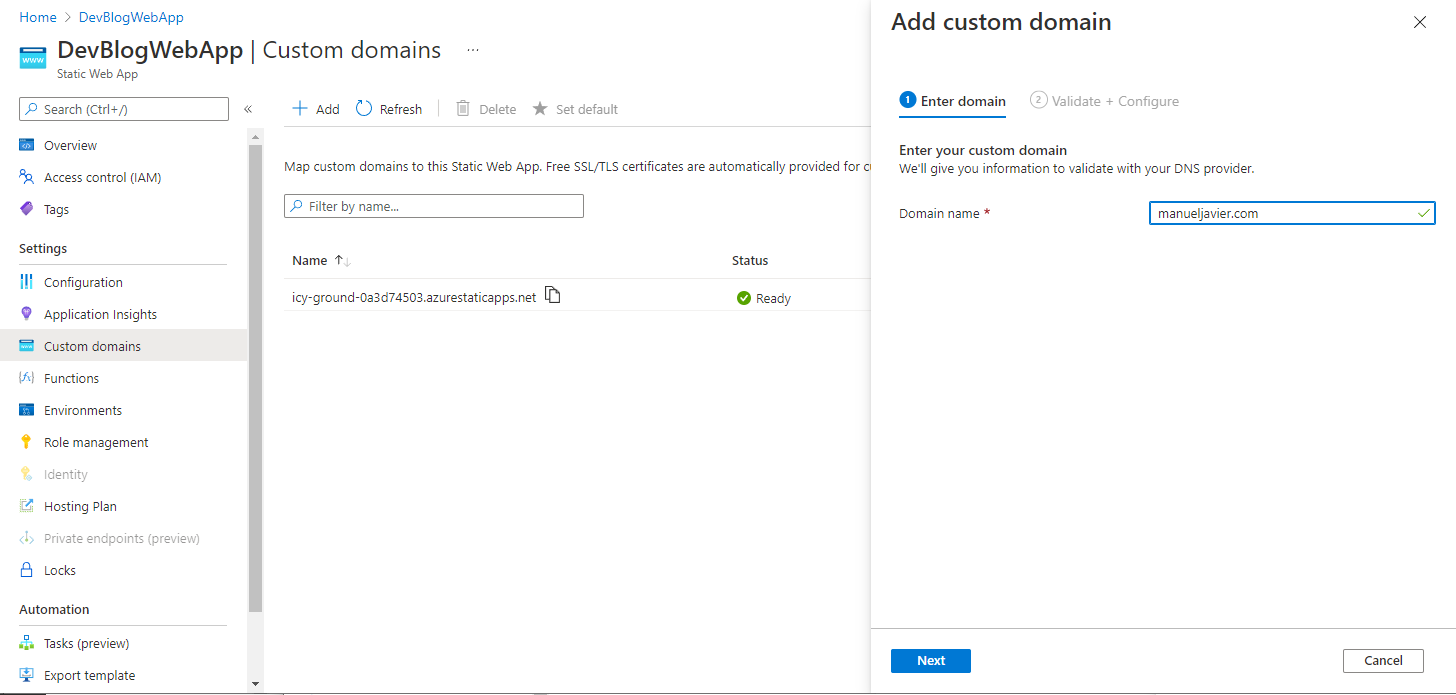 Home > DevBlogWebApp
DevBlogWebApp | Custom domains ...
Static Web App
Search (Ctrl+/)
«
Overview
Access control (IAM)
Tags
Settings
Configuration
Application Insights
Custom domains
Functions
Environments
Role management
Identity
Hosting Plan
Private endpoints (preview)
Locks
Automation
Tasks (preview)
Export template
Add
Refresh
Delete
Set default
Map custom domains to this Static Web App. Free SSL/TLS certificates are automatically provided for
Filter by name...
Name ↑↓ Status
icy-ground-0a3d74503.azurestaticapps.net Ready
Add custom domain
1 Enter domain 2 Validate + Configure
Enter your custom domain
We'll give you information to validate with your DNS provider.
Domain name * manueljavier.com
Next Cancel